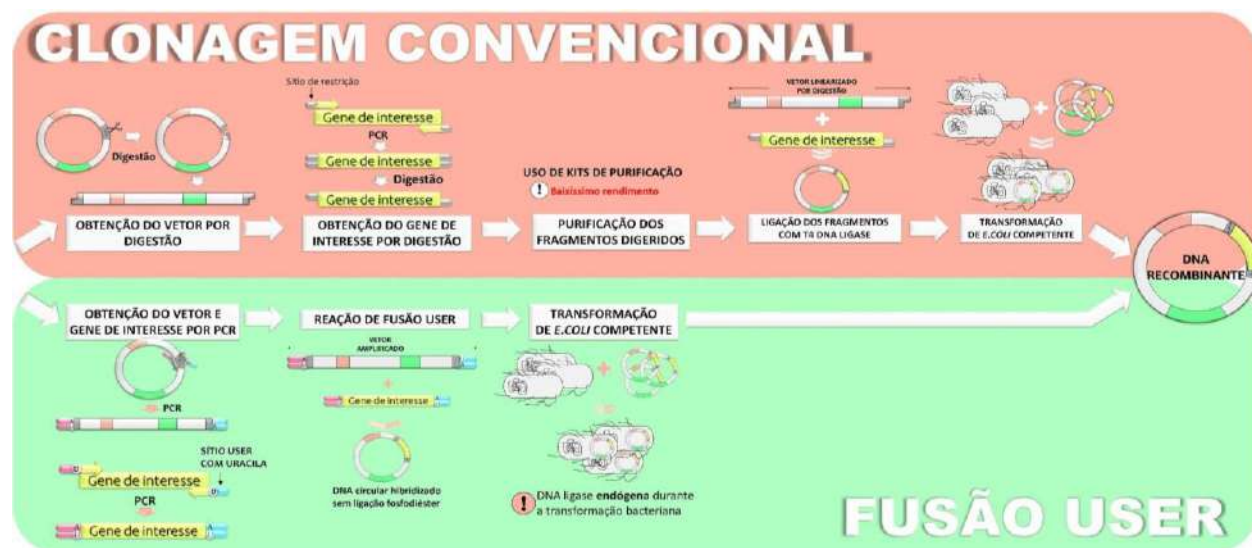 CLONAGEM CONVENCIONAL
Sítio de restrição
Gene de interesse
PCR
Gene de interesse
Digestão
Gene de interesse
Digestão
USO DE KITS DE PURIFICAÇÃO
! Baisíssimo rendimento
VETOR LINEARIZADO
POR DIGESTÃO
+
Gene de interesse
+
OBTENÇÃO DO VETOR POR
DIGESTÃO
OBTENÇÃO DO GENE DE
INTERESSE POR DIGESTÃO
PURIFICAÇÃO DOS
FRAGMENTOS DIGERIDOS
LIGAÇÃO DOS FRAGMENTOS
COM T4 DNA LIGASE
TRANSFORMAÇÃO
DE E.COLI COMPETENTE
DNA
RECOMBINANTE
OBTENÇÃO DO VETOR E
GENE DE INTERESSE POR PCR
REAÇÃO DE FUSÃO USER
TRANSFORMAÇÃO
DE E.COLI COMPETENTE
PCR
SÍTIO USER
COM URACILA
U
Gene de interesse
U
PCR
Gene de interesse
VETOR
AMPLIFICADO
+
Gene de interesse
DNA circular hibridizado
sem ligação fosfodiéster
+
! DNA ligase endógena durante
a transformação bacteriana
FUSÃO USER